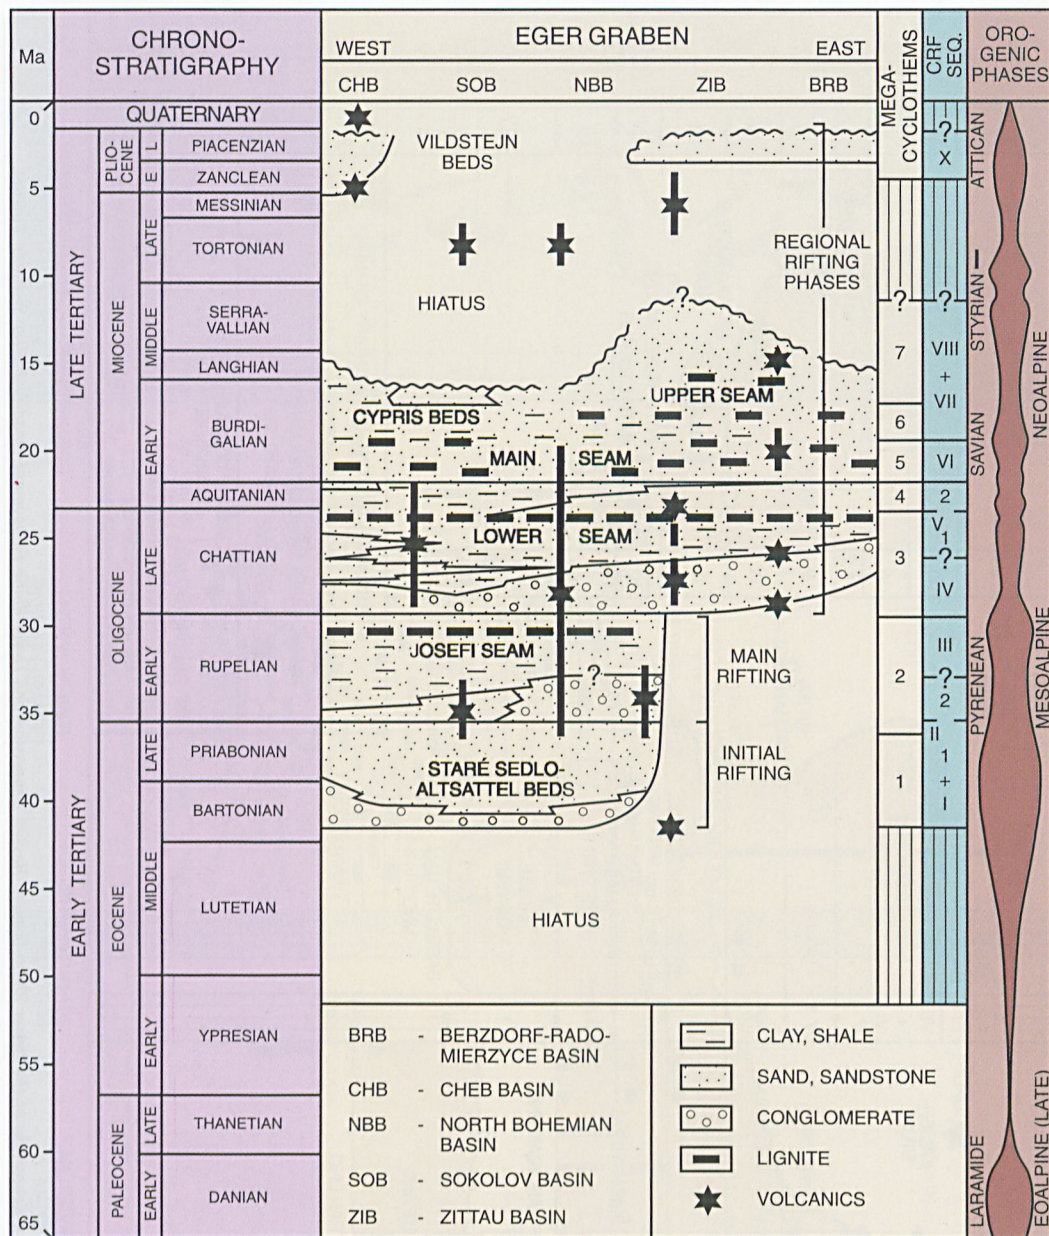 Ma
CHRONO-
STRATIGRAPHY
EGER GRABEN
WEST
EAST
CHB
SOB
NBB
ZIB
BRB
MEGA-
CYCLOTHEMS
CRF
SEQ.
ORO-
GENIC
PHASES
0
5
10
15
20
25
30
35
40
45
50
55
60
65
LATE TERTIARY
EARLY TERTIARY
QUATERNARY
PLIO-
CENE
MIOCENE
OLIGOCENE
EOCENE
PALEOCENE
L
E
LATE
MIDDLE
EARLY
LATE
EARLY
LATE
MIDDLE
EARLY
LATE
EARLY
PIACENZIAN
ZANCLEAN
MESSINIAN
TORTONIAN
SERRA-
VALLIAN
LANGHIAN
BURDI-
GALIAN
AQUITANIAN
CHATTIAN
RUPELIAN
PRIABONIAN
BARTONIAN
LUTETIAN
YPRESIAN
THANETIAN
DANIAN
VILDSTEJN
BEDS
REGIONAL
RIFTING
PHASES
HIATUS
?
UPPER SEAM
CYPRIS BEDS
MAIN SEAM
LOWER SEAM
JOSEFI SEAM
?
MAIN
RIFTING
INITIAL
RIFTING
STARÉ SEDLO-
ALTSATTEL BEDS
HIATUS
?
7
6
5
4
3
2
1
?
X
?
VIII
+
VII
VI
2
V
1
?
IV
III
?
2
II
1
+
I
ATTICAN
STYRIAN
SAVIAN
PYRENEAN
LARAMIDE
NEOALPINE
MESOALPINE
EOALPINE (LATE)
BRB - BERZDORF-RADO-
MIERZYCE BASIN
CHB - CHEB BASIN
NBB - NORTH BOHEMIAN
BASIN
SOB - SOKOLOV BASIN
ZIB - ZITTAU BASIN
CLAY, SHALE
SAND, SANDSTONE
CONGLOMERATE
LIGNITE
VOLCANICS